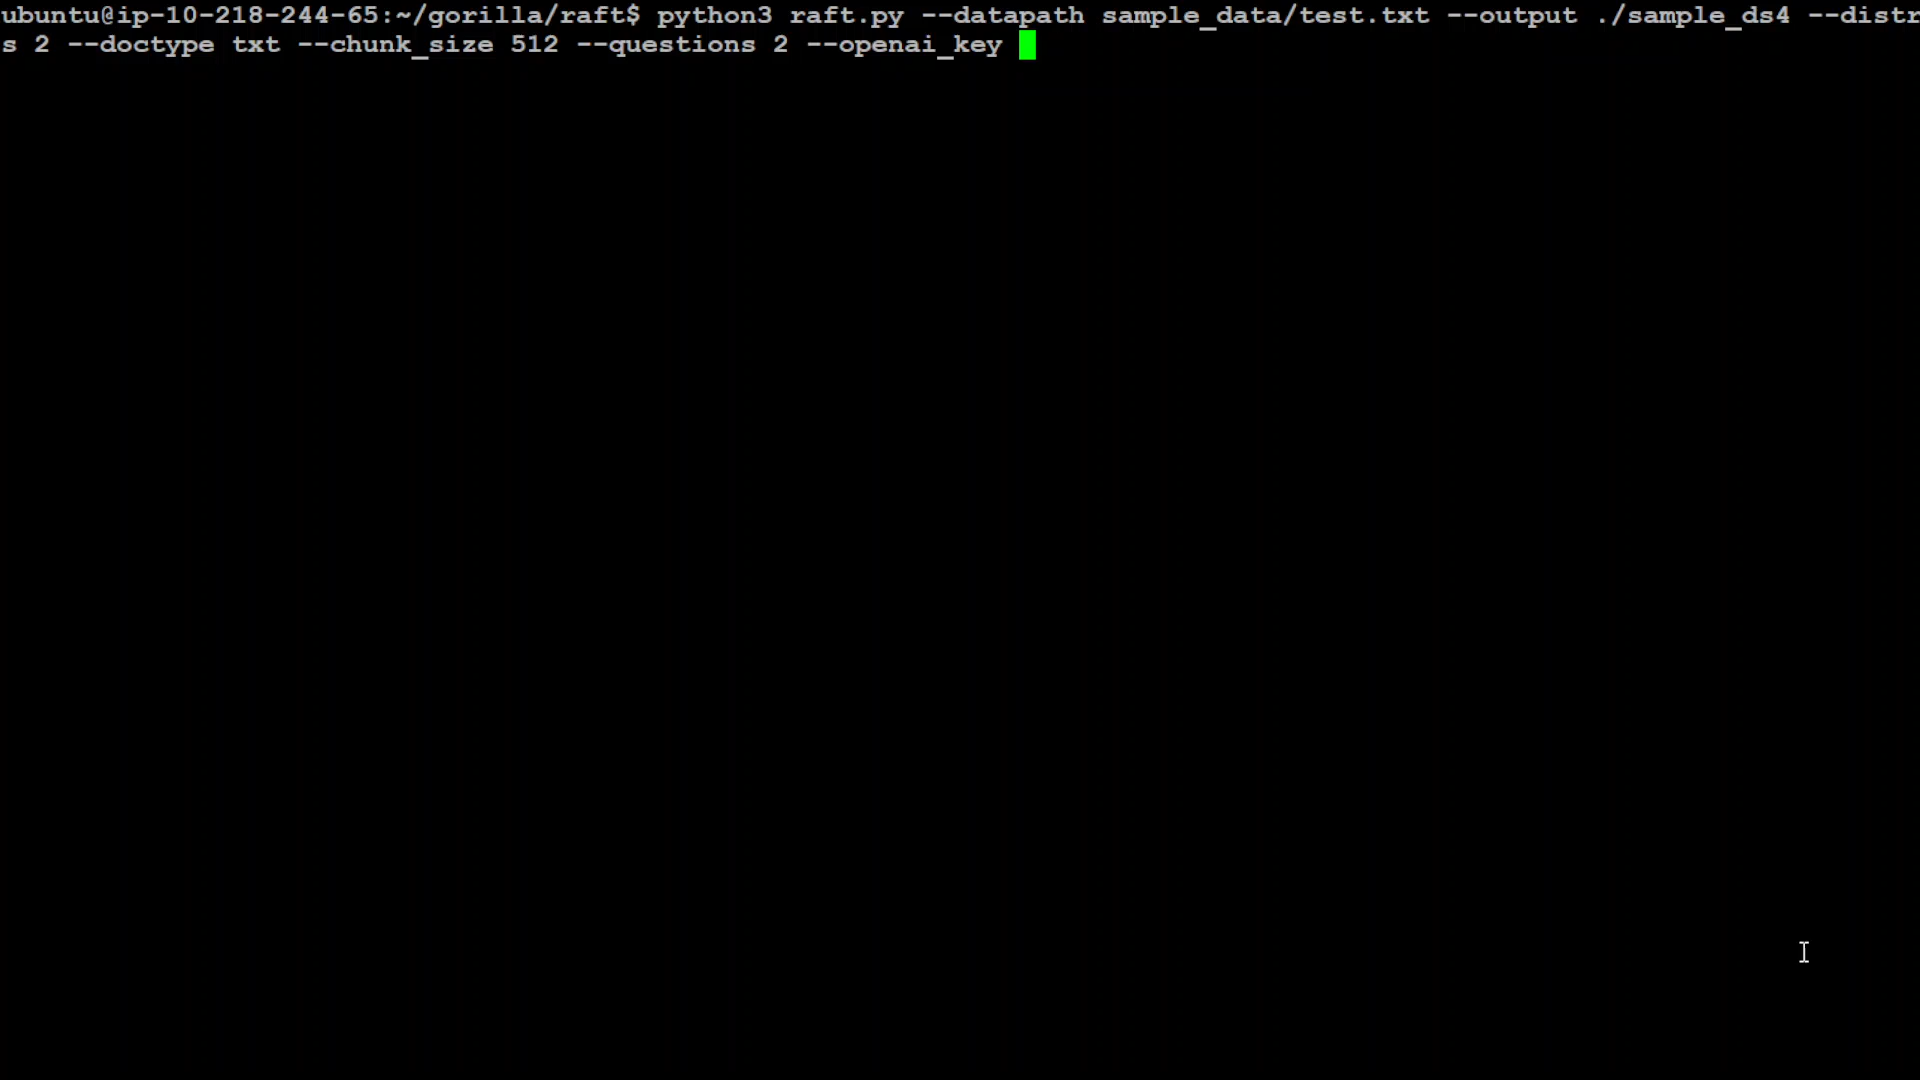 ubuntu@ip-10-218-244-65:~/gorilla/raft$ python3 raft.py --datapath sample_data/test.txt --output ./sample_ds4 --distr
s 2 --doctype txt --chunk_size 512 --questions 2 --openai_key